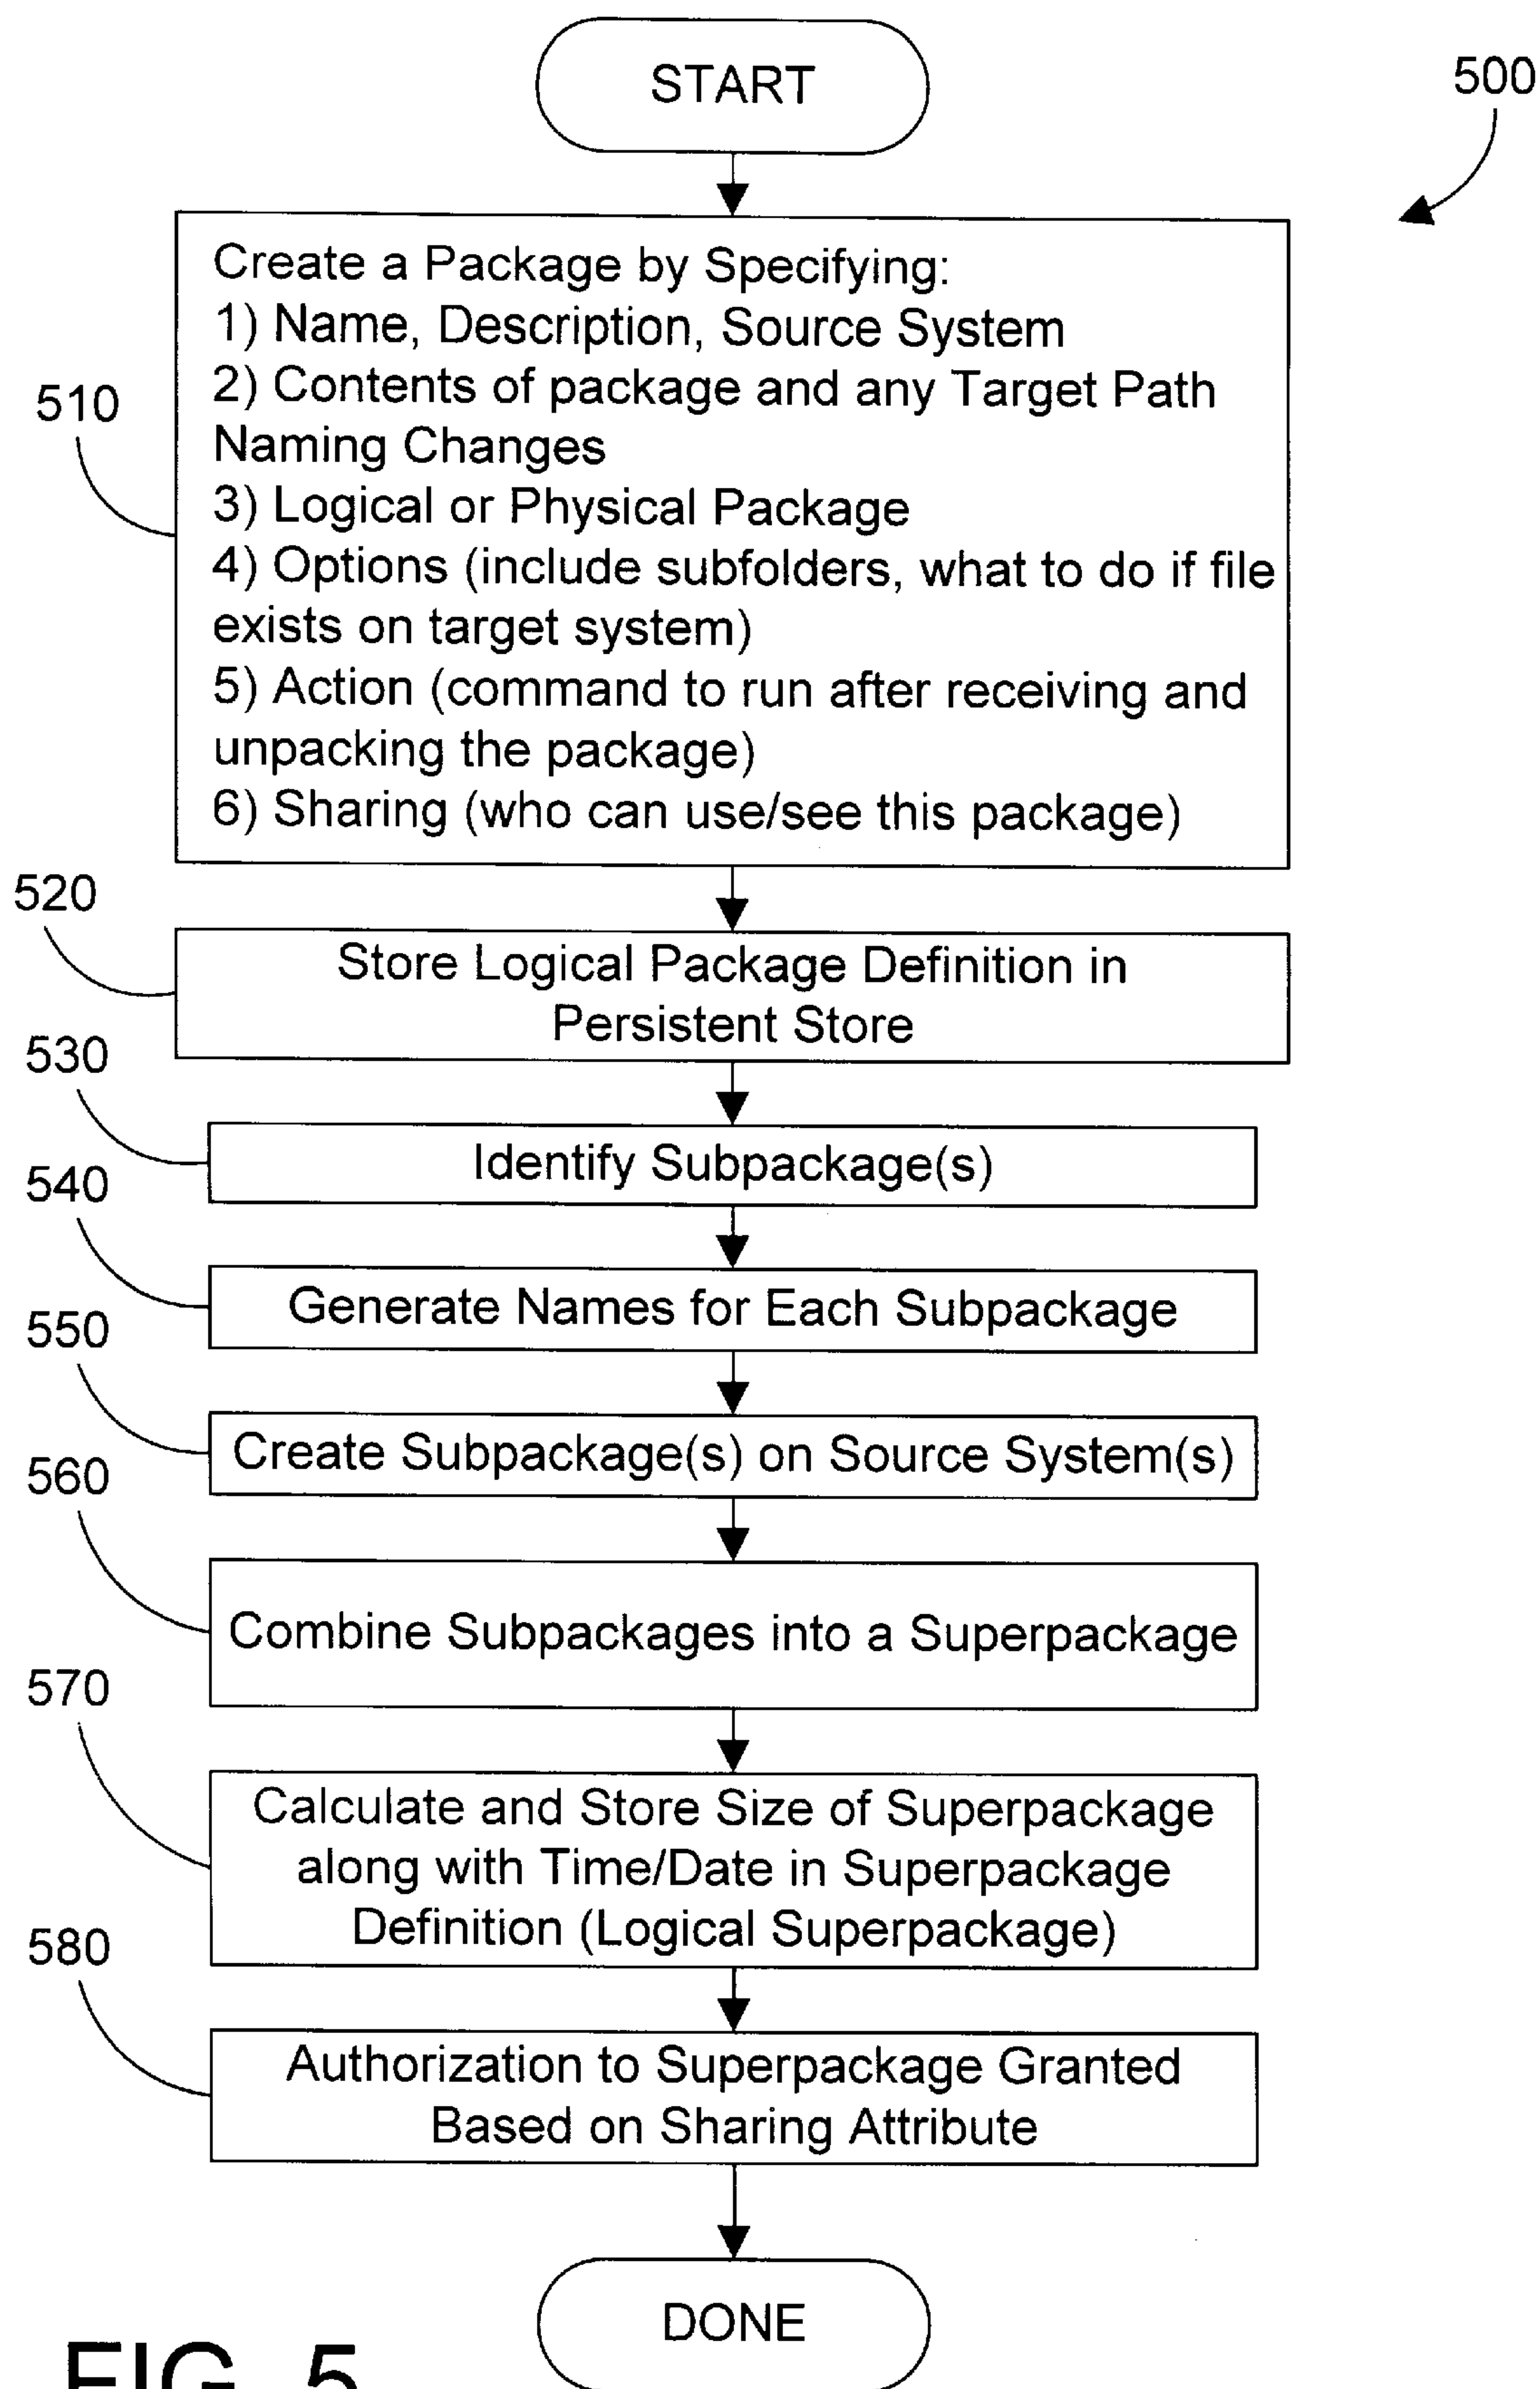 START
500
Create a Package by Specifying:
1) Name, Description, Source System
2) Contents of package and any Target Path
Naming Changes
3) Logical or Physical Package
4) Options (include subfolders, what to do if file
exists on target system)
5) Action (command to run after receiving and
unpacking the package)
6) Sharing (who can use/see this package)
510
520
Store Logical Package Definition in
Persistent Store
530
Identify Subpackage(s)
540
Generate Names for Each Subpackage
550
Create Subpackage(s) on Source System(s)
560
Combine Subpackages into a Superpackage
570
Calculate and Store Size of Superpackage
along with Time/Date in Superpackage
Definition (Logical Superpackage)
580
Authorization to Superpackage Granted
Based on Sharing Attribute
DONE
FIG. 5